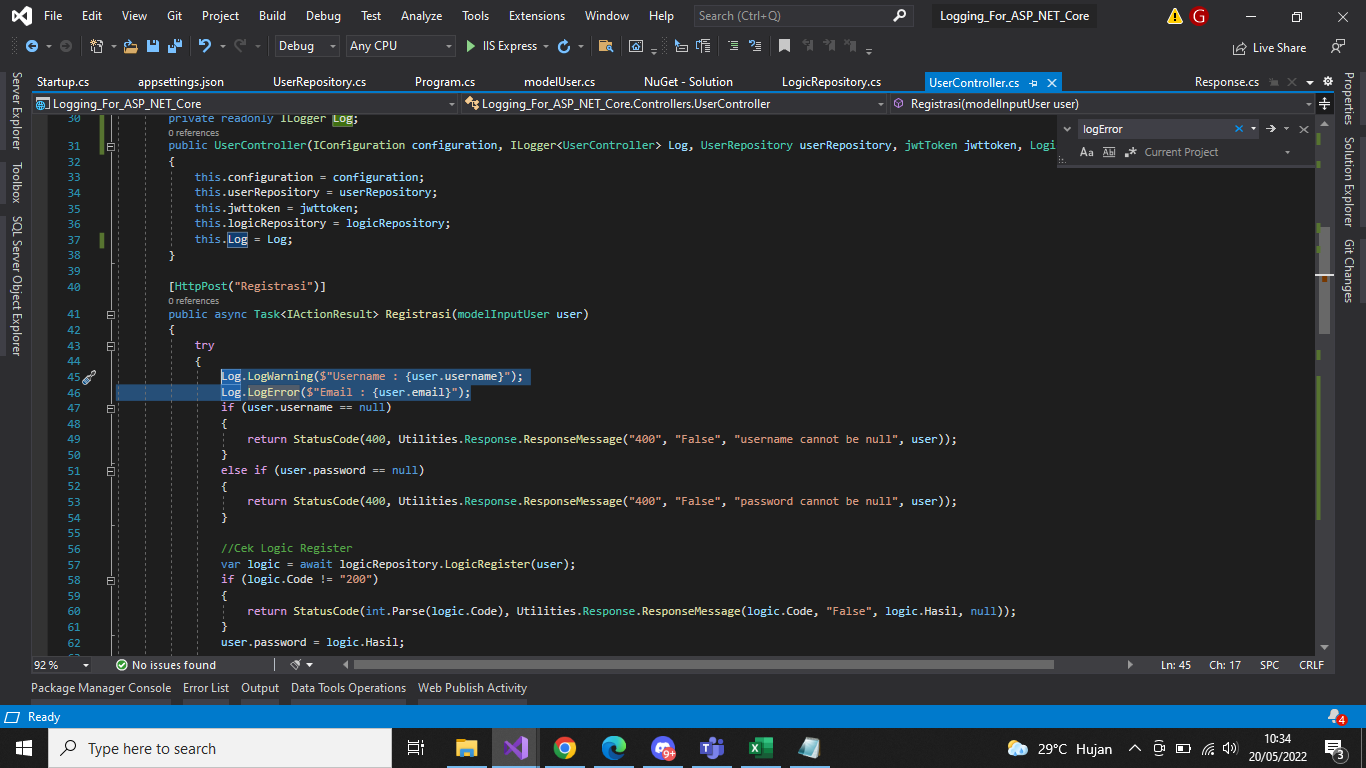 File Edit View Git Project Build Debug Test Analyze Tools Extensions Window Help Search (Ctrl+Q) Logging_For_ASP_NET_Core G
Debug Any CPU IIS Express Live Share
Startup.cs appsettings.json UserRepository.cs Program.cs modelUser.cs NuGet - Solution LogicRepository.cs UserController.cs Response.cs
Logging_For_ASP_NET_Core Logging_For_ASP_NET_Core.Controllers.UserController Registrasi(modelInputUser user)
Server Explorer
Toolbox
SQL Server Object Explorer
logError
Aa Ab Current Project
30 private readonly ILogger Log;
0 references
31 public UserController(IConfiguration configuration, ILogger<UserController> Log, UserRepository userRepository, jwtToken jwttoken, Logi
32 {
33 this.configuration = configuration;
34 this.userRepository = userRepository;
35 this.jwttoken = jwttoken;
36 this.logicRepository = logicRepository;
37 this.Log = Log;
38 }
39
40 [HttpPost("Registrasi")]
0 references
41 public async Task<IActionResult> Registrasi(modelInputUser user)
42 {
43 try
44 {
45 Log.LogWarning($"Username : {user.username}");
46 Log.LogError($"Email : {user.email}");
47 if (user.username == null)
48 {
49 return StatusCode(400, Utilities.Response.ResponseMessage("400", "False", "username cannot be null", user));
50 }
51 else if (user.password == null)
52 {
53 return StatusCode(400, Utilities.Response.ResponseMessage("400", "False", "password cannot be null", user));
54 }
55
56 //Cek Logic Register
57 var logic = await logicRepository.LogicRegister(user);
58 if (logic.Code != "200")
59 {
60 return StatusCode(int.Parse(logic.Code), Utilities.Response.ResponseMessage(logic.Code, "False", logic.Hasil, null));
61 }
62 user.password = logic.Hasil;
Properties
Solution Explorer
Git Changes
92 % No issues found Ln: 45 Ch: 17 SPC CRLF
Package Manager Console Error List Output Data Tools Operations Web Publish Activity
Ready 4
Type here to search 9+ 29°C Hujan 10:34
20/05/2022 3